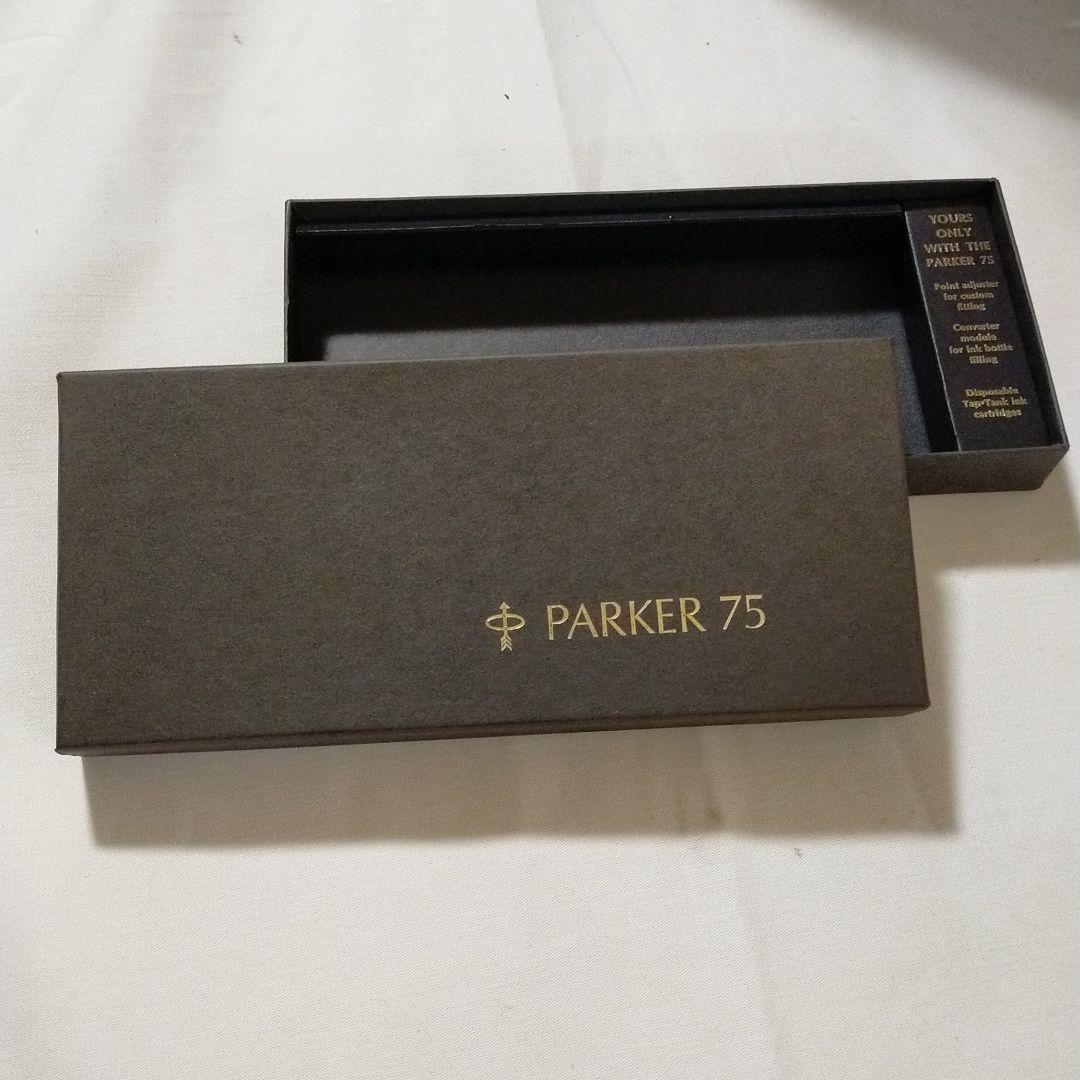 YOURS
ONLY
WITH THE
PARKER 75
Point adjuster
for custom
fitting
Converter
module
for ink bottle
filling
Disposable
Tap•Tank ink
cartridges
PARKER 75